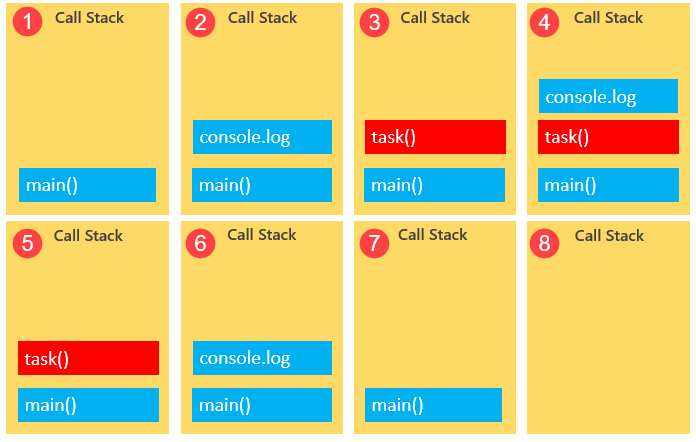 1 Call Stack
main()
2 Call Stack
console.log
main()
3 Call Stack
task()
main()
4 Call Stack
console.log
task()
main()
5 Call Stack
task()
main()
6 Call Stack
console.log
main()
7 Call Stack
main()
8 Call Stack